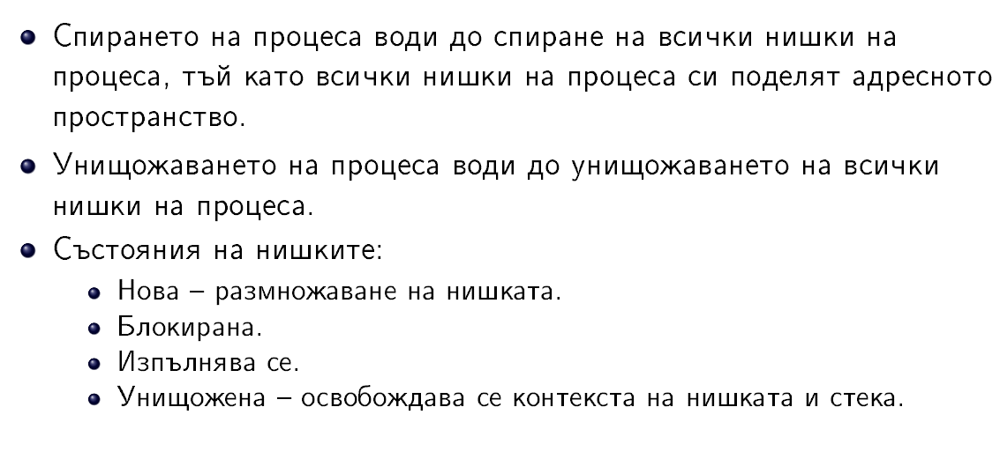 Спирането на процеса води до спиране на всички нишки на
процеса, тъй като всички нишки на процеса си поделят адресното
пространство.
Унищожаването на процеса води до унищожаването на всички
нишки на процеса.
Състояния на нишките:
Нова – размножаване на нишката.
Блокирана.
Изпълнява се.
Унищожена – освобождава се контекста на нишката и стека.